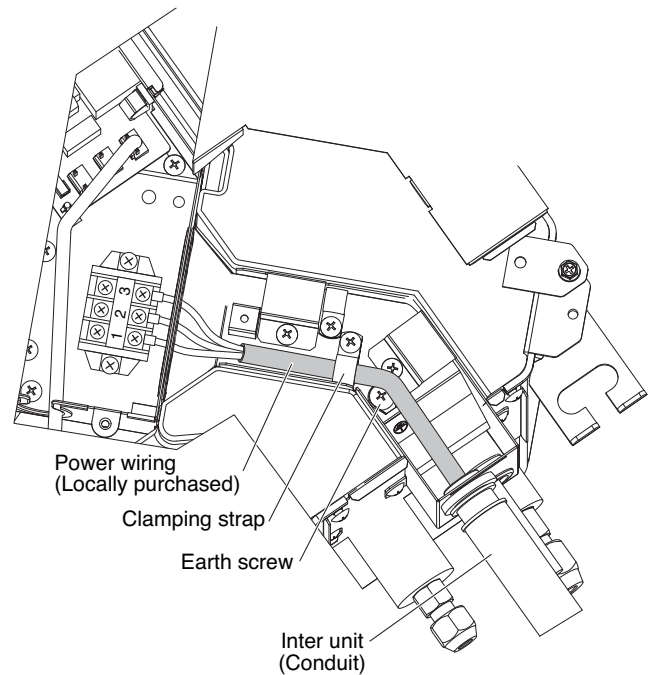 3
2
1
Power wiring
(Locally purchased)
Clamping strap
Earth screw
Inter unit
(Conduit)